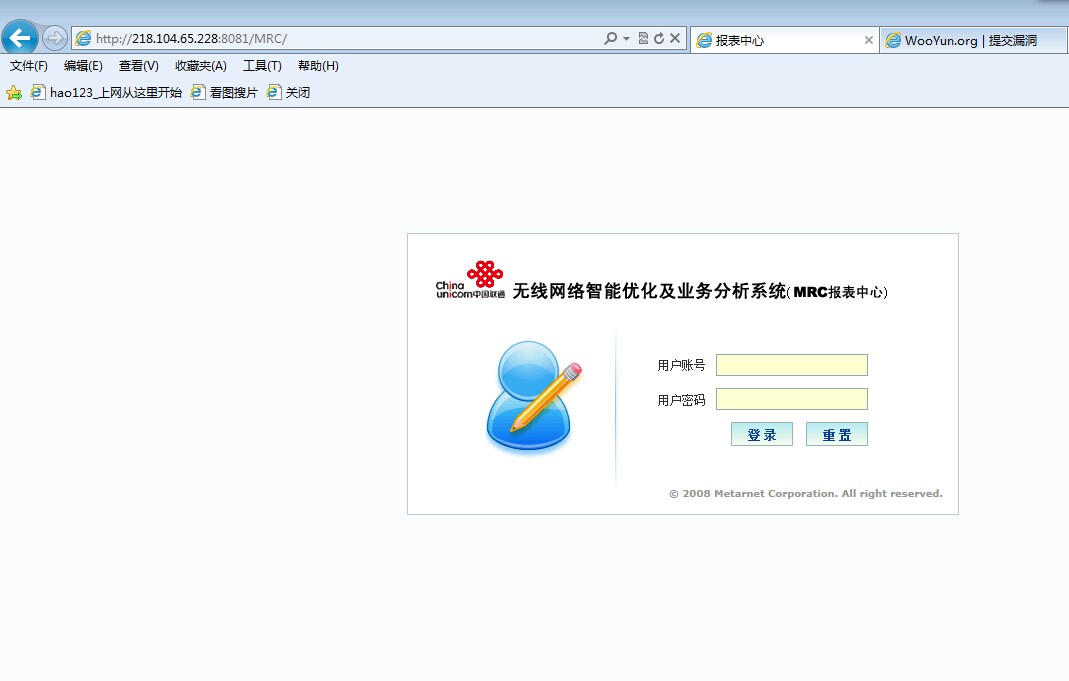 http://218.104.65.228:8081/MRC/
报表中心
WooYun.org | 提交漏洞
文件(F) 编辑(E) 查看(V) 收藏夹(A) 工具(T) 帮助(H)
hao123_上网从这里开始 看图搜片 关闭
China unicom中国联通
无线网络智能优化及业务分析系统(MRC报表中心)
用户账号
用户密码
登录 重置
© 2008 Metarnet Corporation. All right reserved.